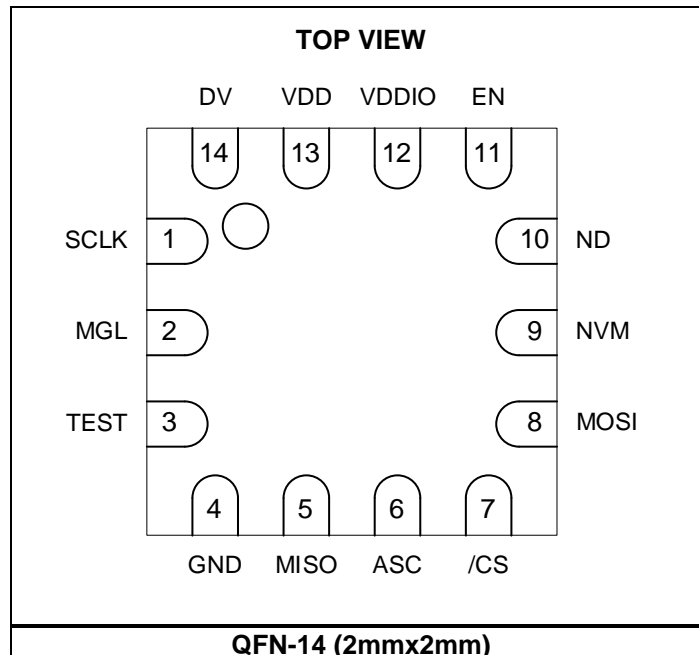 TOP VIEW
DV VDD VDDIO EN
14 13 12 11
SCLK 1 10 ND
MGL 2 9 NVM
TEST 3 8 MOSI
4 5 6 7
GND MISO ASC /CS
QFN-14 (2mmx2mm)